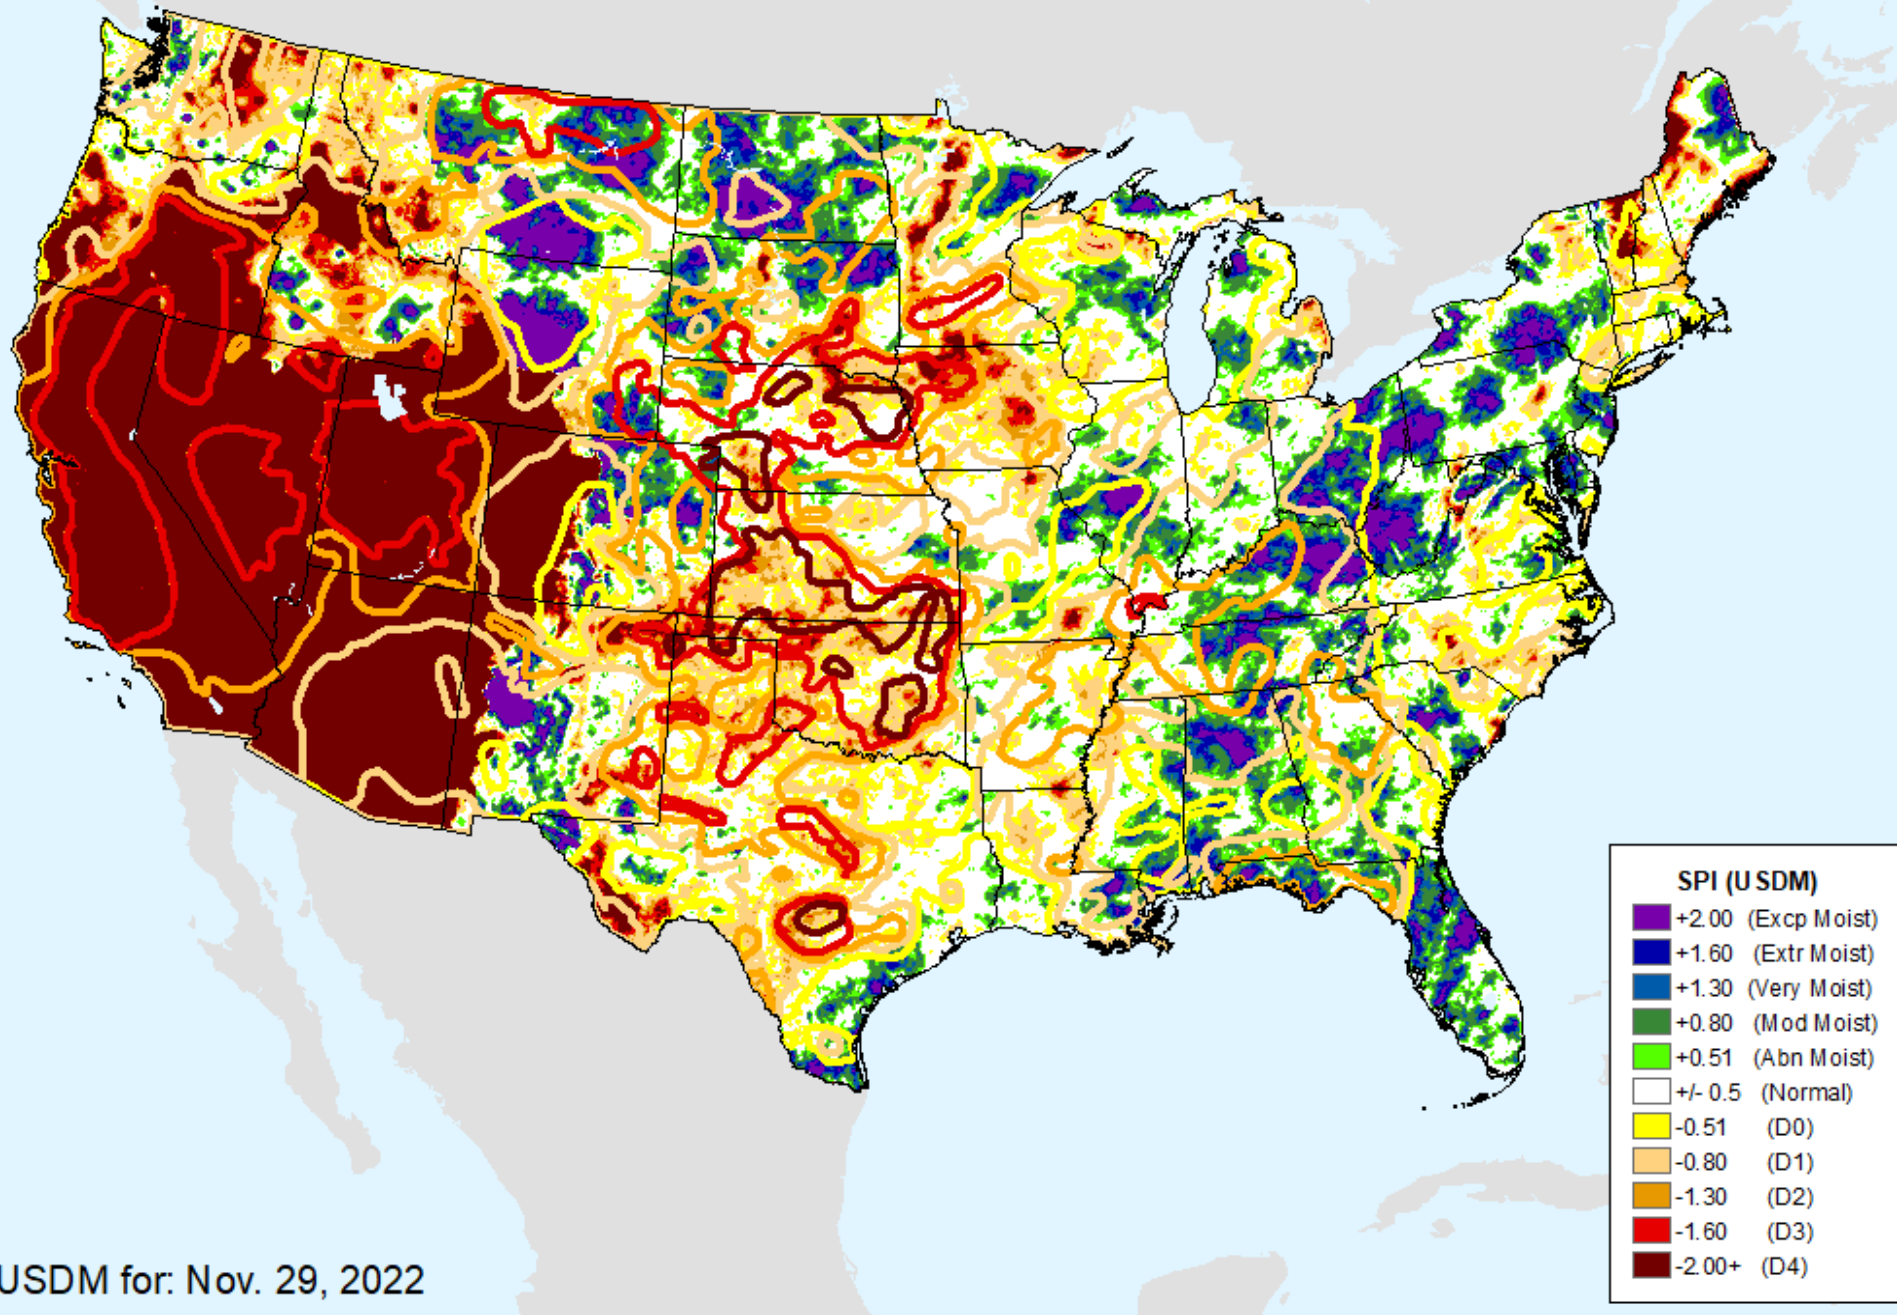 SPI (USDM)
+2.00 (Excp Moist)
+1.60 (Extr Moist)
+1.30 (Very Moist)
+0.80 (Mod Moist)
+0.51 (Abn Moist)
+/- 0.5 (Normal)
-0.51 (D0)
-0.80 (D1)
-1.30 (D2)
-1.60 (D3)
-2.00+ (D4)
USDM for: Nov. 29, 2022